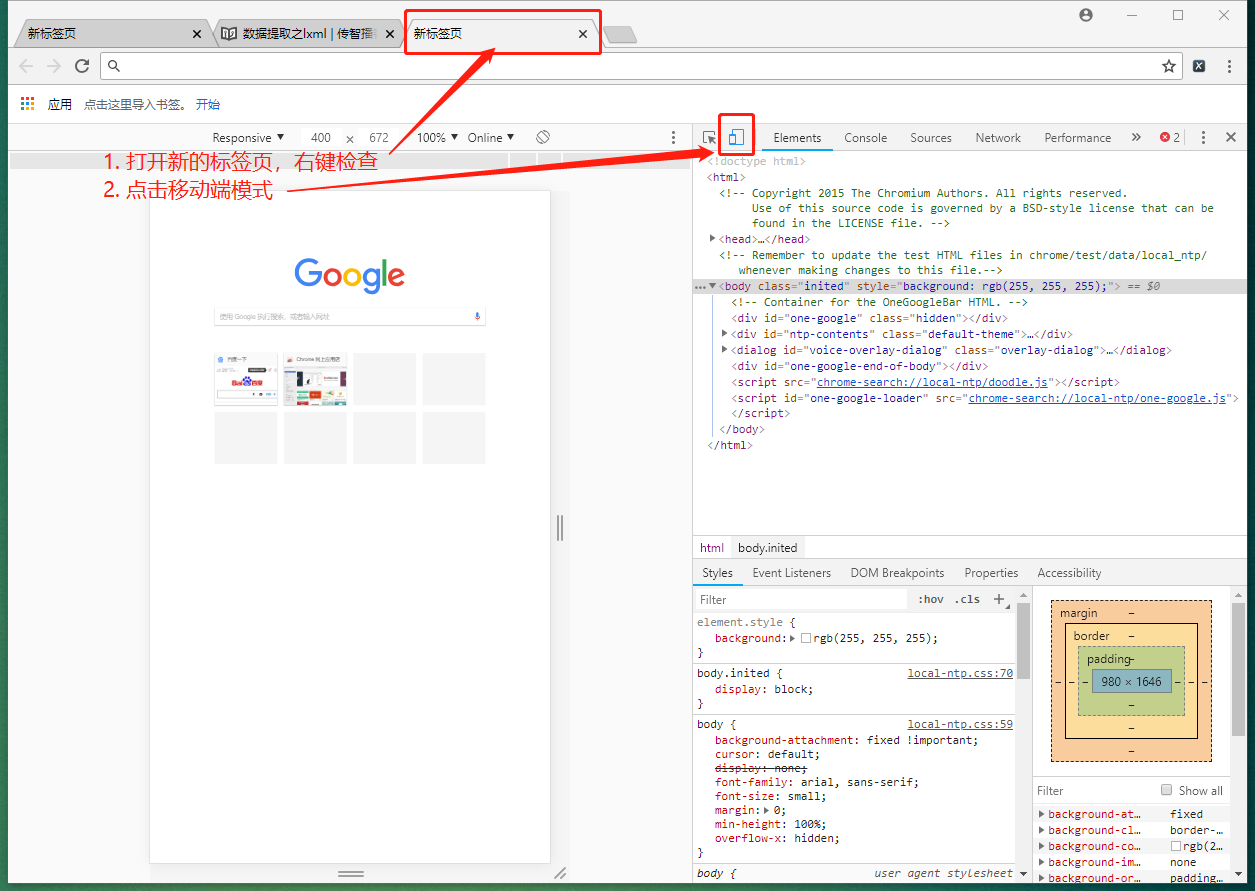 新标签页
数据提取之lxml | 传智播
新标签页
应用 点击这里导入书签。 开始
Responsive ▼ 400 × 672 100% ▼ Online ▼
Elements Console Sources Network Performance » 2
1. 打开新的标签页，右键检查
2. 点击移动端模式
Google
使用 Google 执行搜索，或者输入网址
百度一下
Chrome 网上应用店
Bai 百度
<!doctype html>
<html>
<!-- Copyright 2015 The Chromium Authors. All rights reserved.
Use of this source code is governed by a BSD-style license that can be
found in the LICENSE file. -->
▶<head>…</head>
<!-- Remember to update the test HTML files in chrome/test/data/local_ntp/
whenever making changes to this file.-->
…▼<body class="inited" style="background: rgb(255, 255, 255);"> == $0
<!-- Container for the OneGoogleBar HTML. -->
<div id="one-google" class="hidden"></div>
▶<div id="ntp-contents" class="default-theme">…</div>
▶<dialog id="voice-overlay-dialog" class="overlay-dialog">…</dialog>
<div id="one-google-end-of-body"></div>
<script src="chrome-search://local-ntp/doodle.js"></script>
<script id="one-google-loader" src="chrome-search://local-ntp/one-google.js">
</script>
</body>
</html>
html body.inited
Styles Event Listeners DOM Breakpoints Properties Accessibility
Filter :hov .cls +
element.style {
background:▶ rgb(255, 255, 255);
}
body.inited { local-ntp.css:70
display: block;
}
body { local-ntp.css:59
background-attachment: fixed !important;
cursor: default;
display: none;
font-family: arial, sans-serif;
font-size: small;
margin:▶ 0;
min-height: 100%;
overflow-x: hidden;
}
body { user agent stylesheet
margin –
border –
padding –
– – – 980 × 1646 – – –
–
–
–
Filter Show all
▶ background-at… fixed
▶ background-cl… border-…
▶ background-co… rgb(2…
▶ background-im… none
▶ background-or… padding…